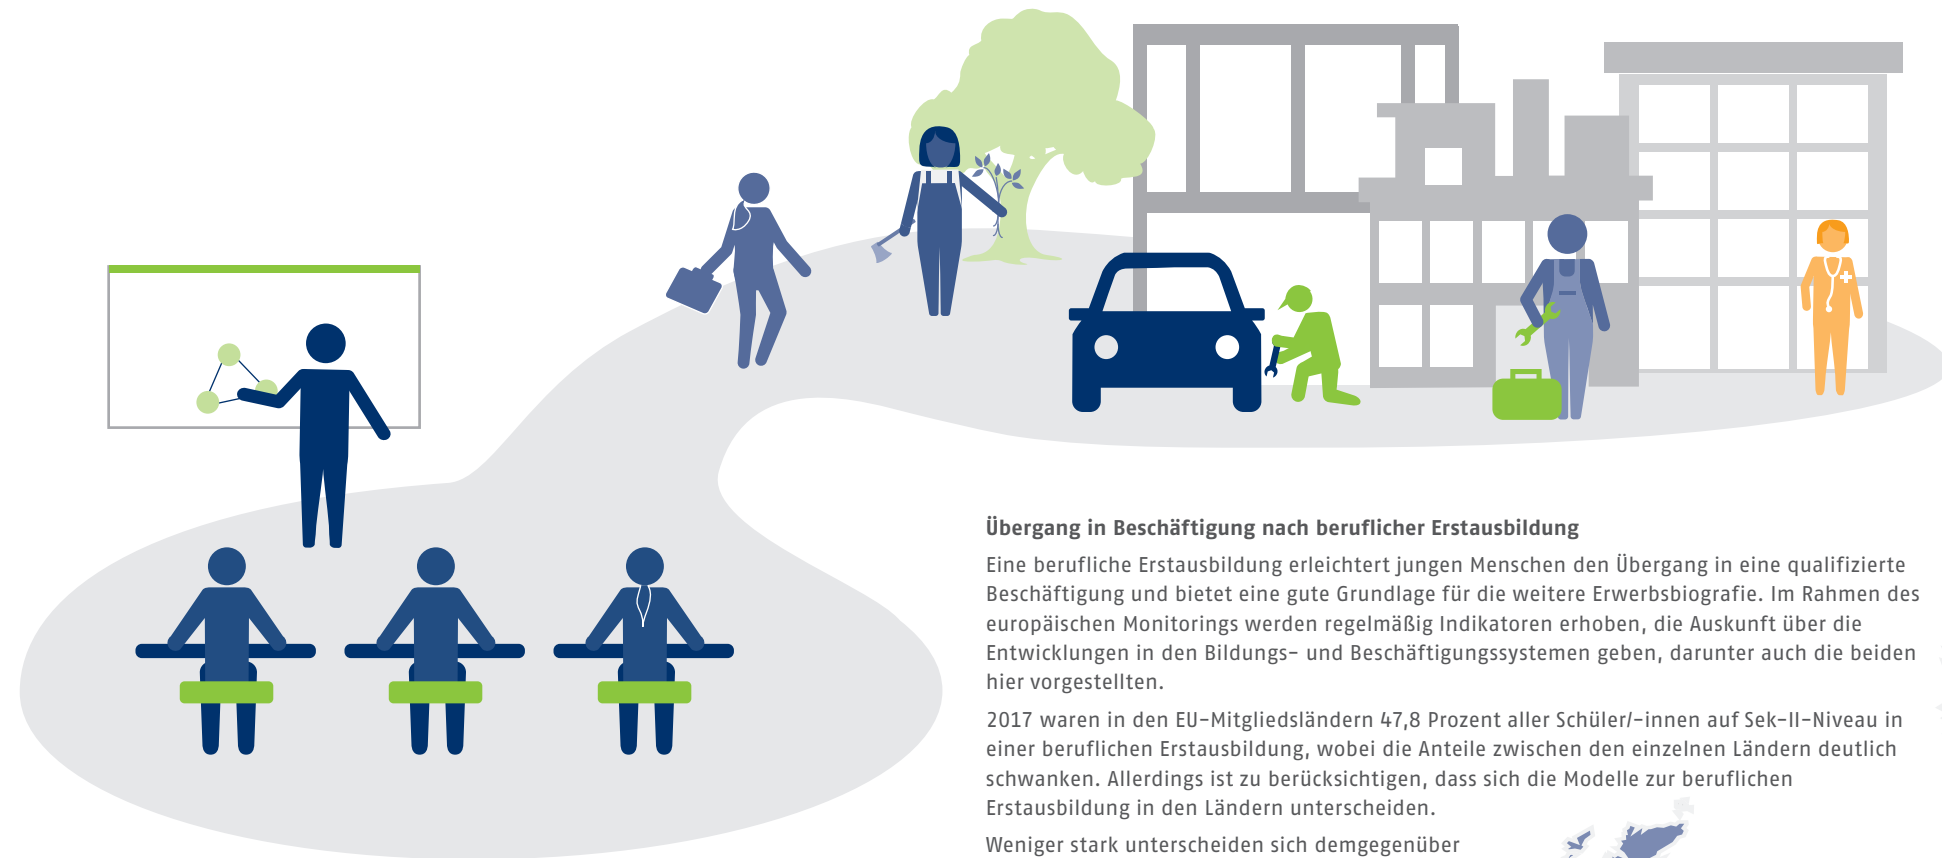 Übergang in Beschäftigung nach beruflicher Erstausbildung
Eine berufliche Erstausbildung erleichtert jungen Menschen den Übergang in eine qualifizierte
Beschäftigung und bietet eine gute Grundlage für die weitere Erwerbsbiografie. Im Rahmen des
europäischen Monitorings werden regelmäßig Indikatoren erhoben, die Auskunft über die
Entwicklungen in den Bildungs- und Beschäftigungssystemen geben, darunter auch die beiden
hier vorgestellten.
2017 waren in den EU-Mitgliedsländern 47,8 Prozent aller Schüler/-innen auf Sek-II-Niveau in
einer beruflichen Erstausbildung, wobei die Anteile zwischen den einzelnen Ländern deutlich
schwanken. Allerdings ist zu berücksichtigen, dass sich die Modelle zur beruflichen
Erstausbildung in den Ländern unterscheiden.
Weniger stark unterscheiden sich demgegenüber